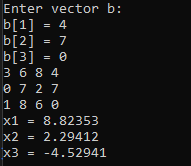 Enter vector b:
b[1] = 4
b[2] = 7
b[3] = 0
3 6 8 4
0 7 2 7
1 8 6 0
x1 = 8.82353
x2 = 2.29412
x3 = -4.52941